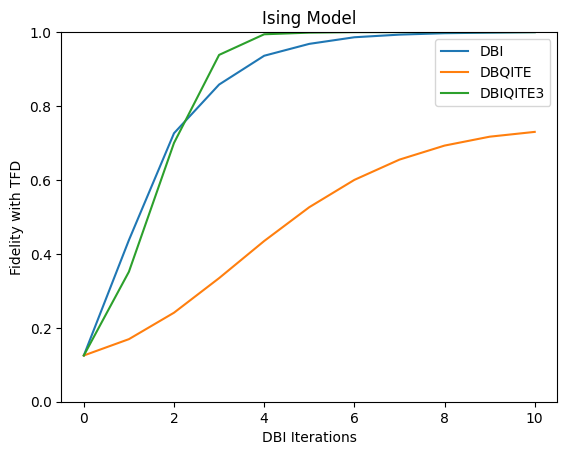 Ising Model
DBI
DBQITE
DBIQITE3
Fidelity with TFD
1.0
0.8
0.6
0.4
0.2
0.0
0 2 4 6 8 10
DBI Iterations